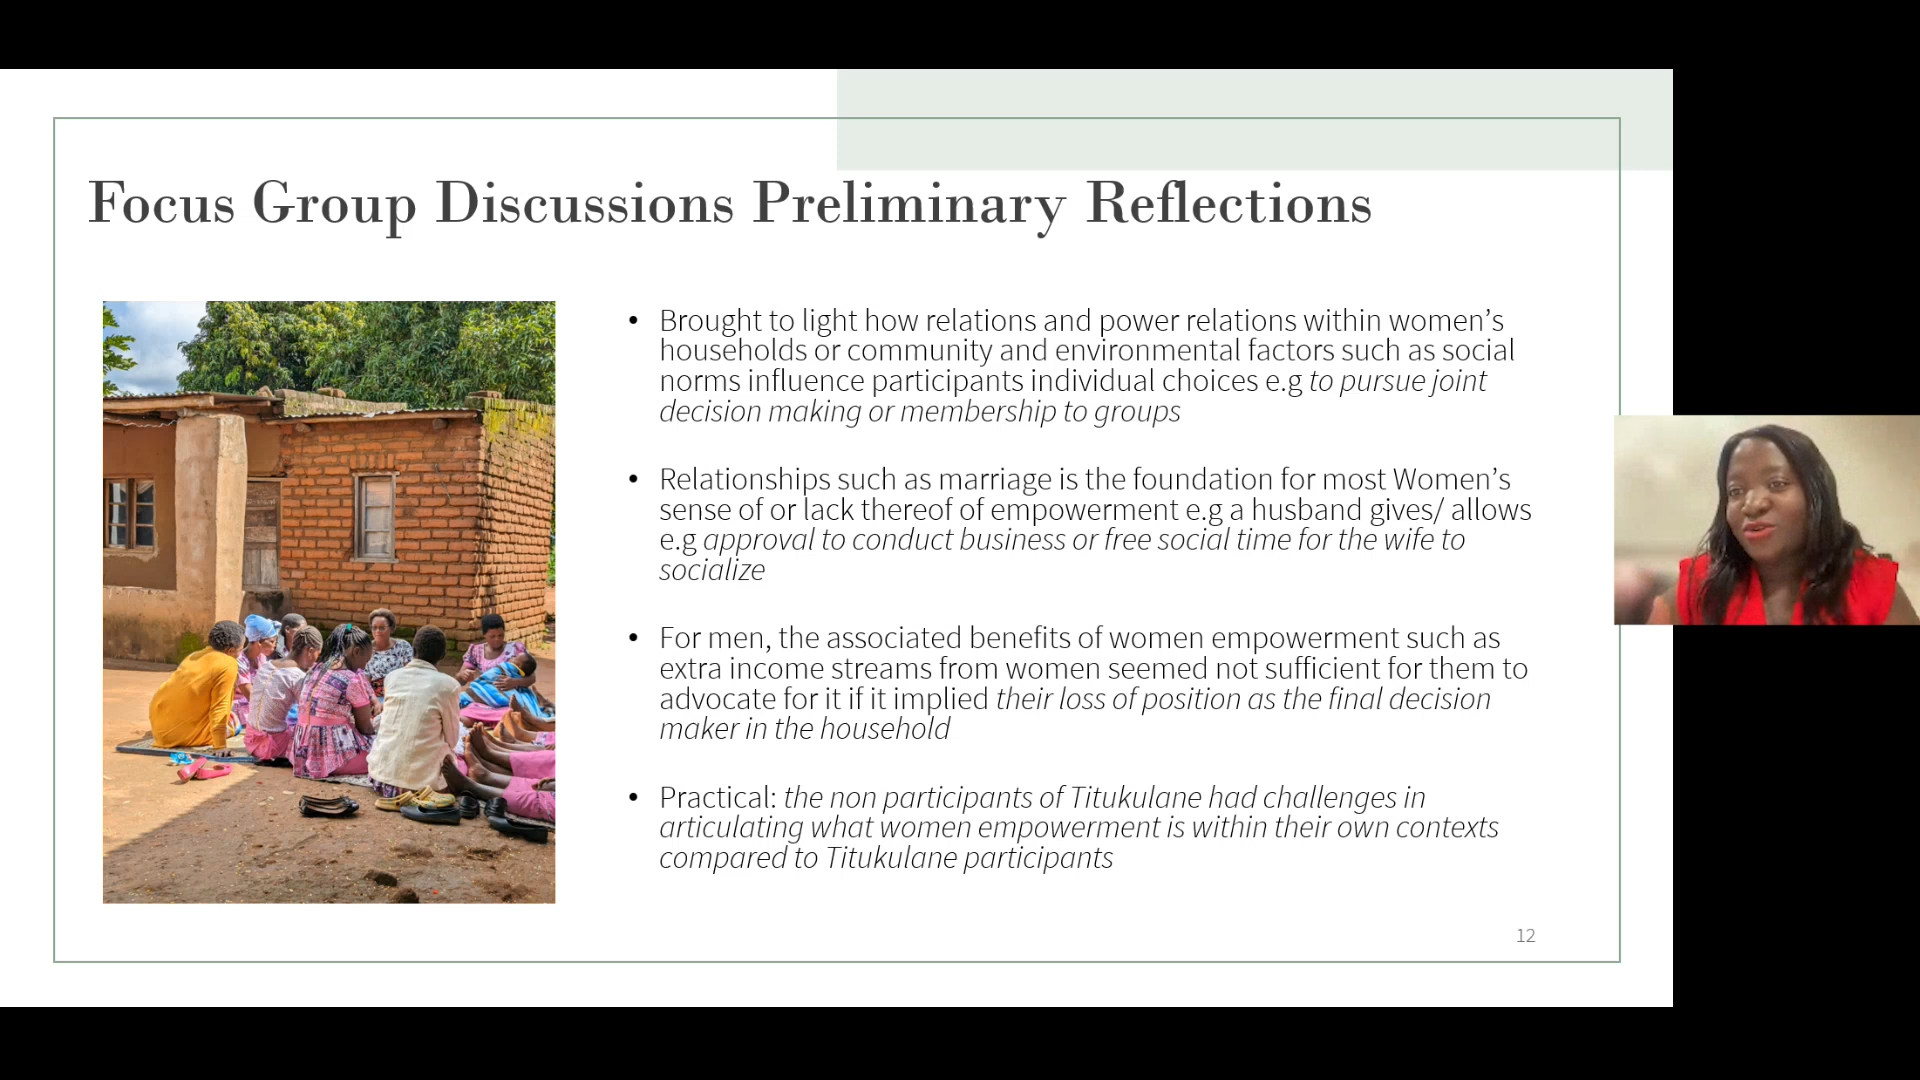 Focus Group Discussions Preliminary Reflections
• Brought to light how relations and power relations within women’s
households or community and environmental factors such as social
norms influence participants individual choices e.g to pursue joint
decision making or membership to groups
• Relationships such as marriage is the foundation for most Women’s
sense of or lack thereof of empowerment e.g a husband gives/ allows
e.g approval to conduct business or free social time for the wife to
socialize
• For men, the associated benefits of women empowerment such as
extra income streams from women seemed not sufficient for them to
advocate for it if it implied their loss of position as the final decision
maker in the household
• Practical: the non participants of Titukulane had challenges in
articulating what women empowerment is within their own contexts
compared to Titukulane participants
12